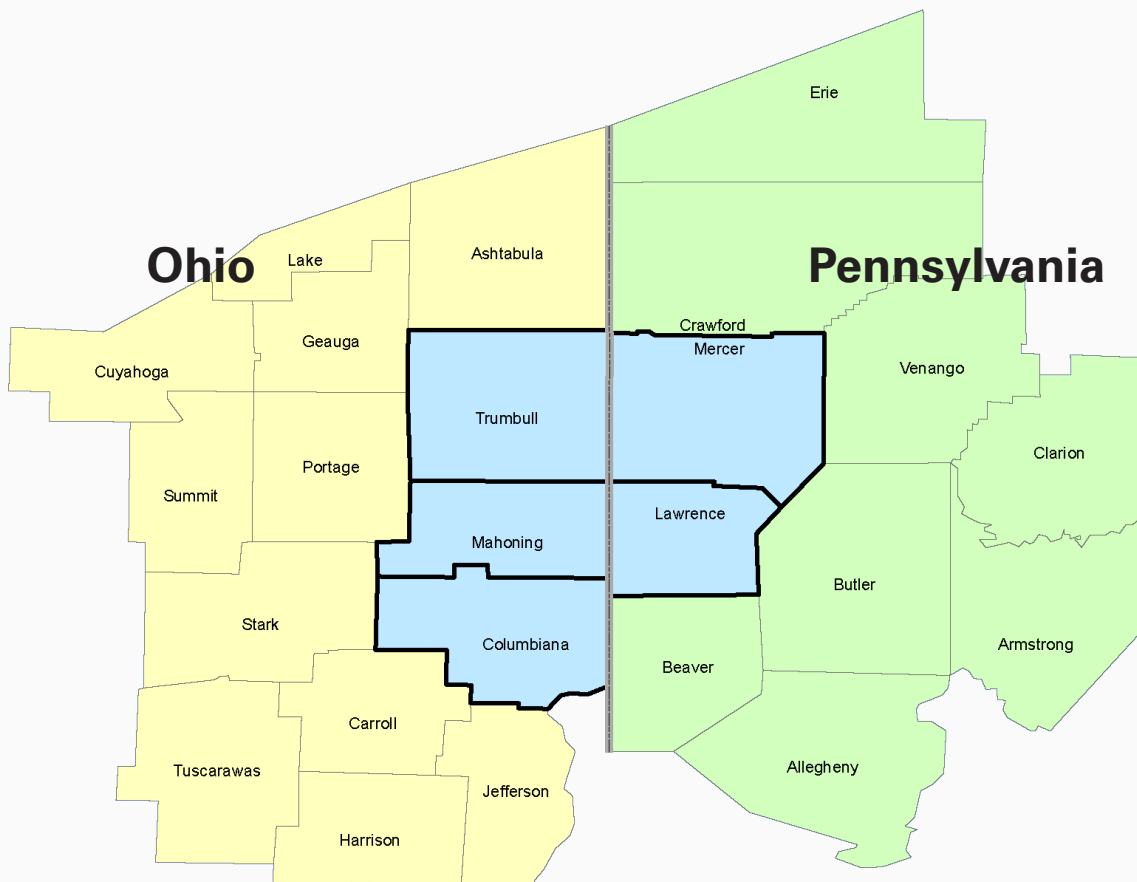 Erie
Ohio
Lake
Ashtabula
Pennsylvania
Crawford
Mercer
Geauga
Cuyahoga
Venango
Trumbull
Clarion
Portage
Summit
Lawrence
Mahoning
Butler
Stark
Columbiana
Armstrong
Beaver
Carroll
Tuscarawas
Allegheny
Jefferson
Harrison